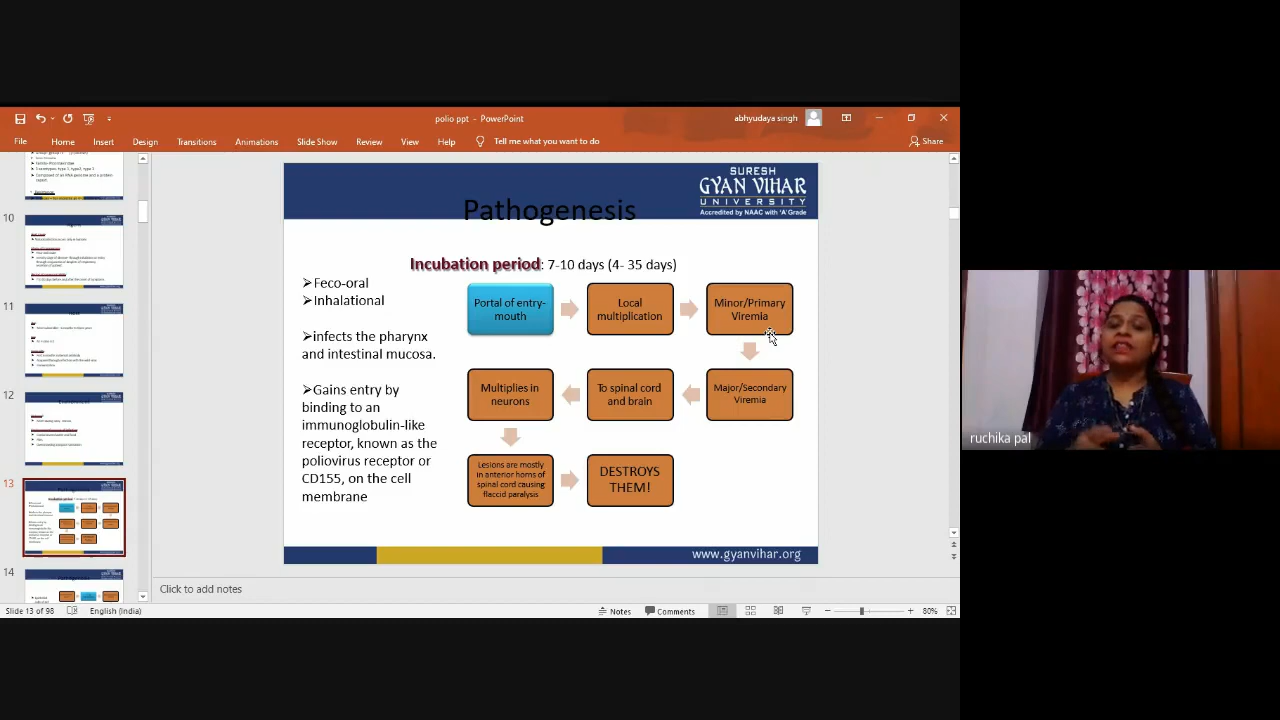 polio ppt - PowerPoint
abhyudaya singh
File Home Insert Design Transitions Animations Slide Show Review View Help Tell me what you want to do Share
10
11
12
13
14
SURESH
GYAN VIHAR
UNIVERSITY
Accredited by NAAC with 'A' Grade
Pathogenesis
Incubation period: 7-10 days (4- 35 days)
➢Feco-oral
➢Inhalational
➢Infects the pharynx
and intestinal mucosa.
➢Gains entry by
binding to an
immunoglobulin-like
receptor, known as the
poliovirus receptor or
CD155, on the cell
membrane
Portal of entry-
mouth
Local
multiplication
Minor/Primary
Viremia
Major/Secondary
Viremia
To spinal cord
and brain
Multiplies in
neurons
Lesions are mostly
in anterior horns of
spinal cord causing
flaccid paralysis
DESTROYS
THEM!
www.gyanvihar.org
ruchika pal
Click to add notes
Slide 13 of 98 English (India) Notes Comments 80%